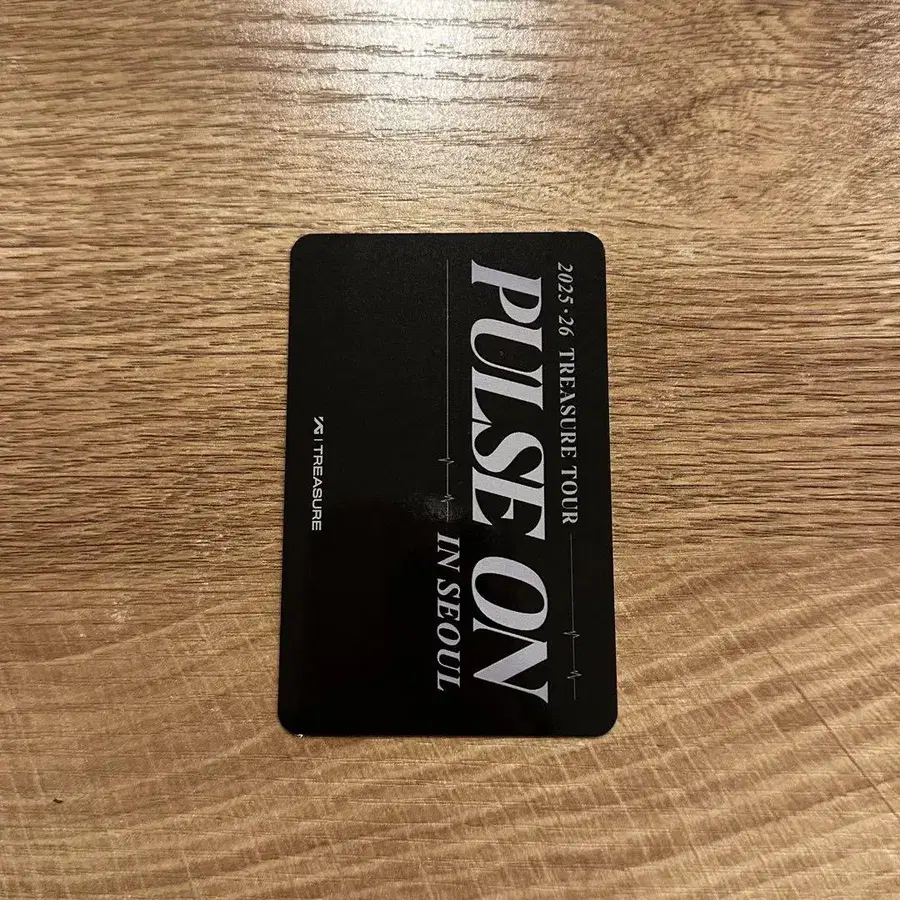 2025·26 TREASURE TOUR
PULSE ON
IN SEOUL
YG | TREASURE